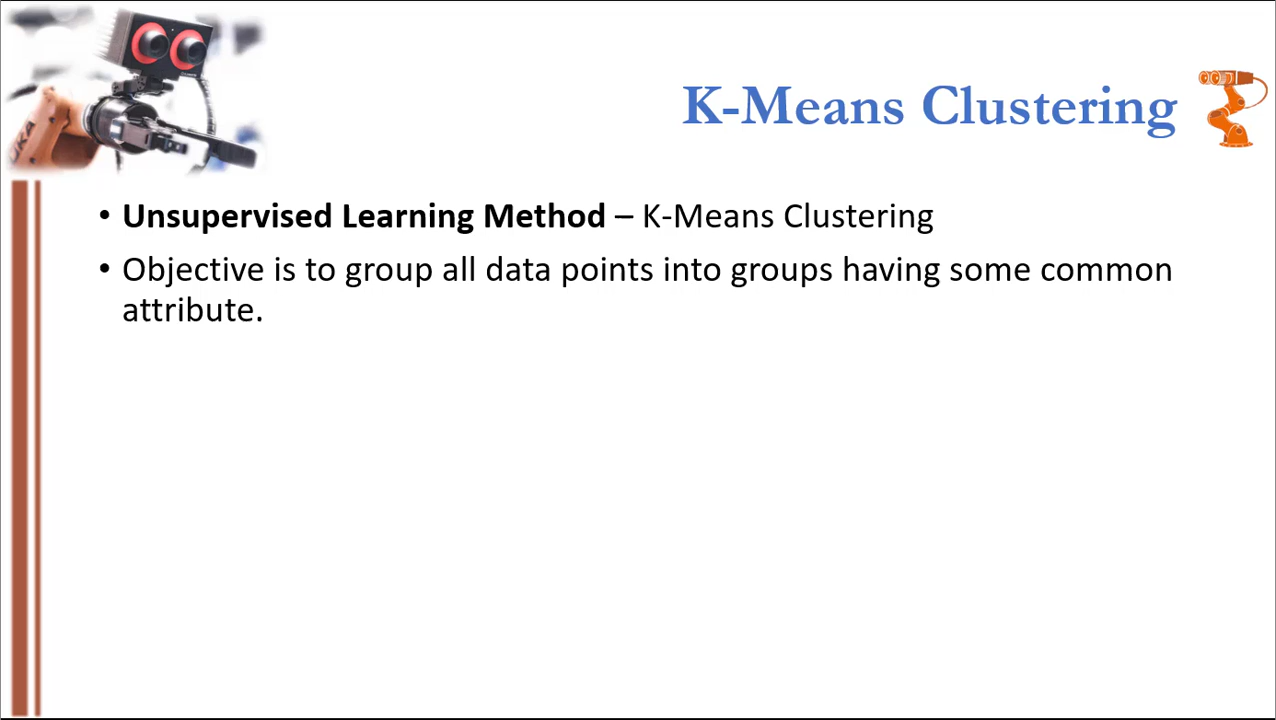 K-Means Clustering
• Unsupervised Learning Method – K-Means Clustering
• Objective is to group all data points into groups having some common
attribute.